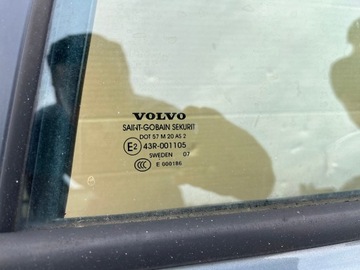 VOLVO
SAINT-GOBAIN SEKURIT
DOT 57 M 20 AS 2
E2 43R-001105
SWEDEN 07
CCC E 000186